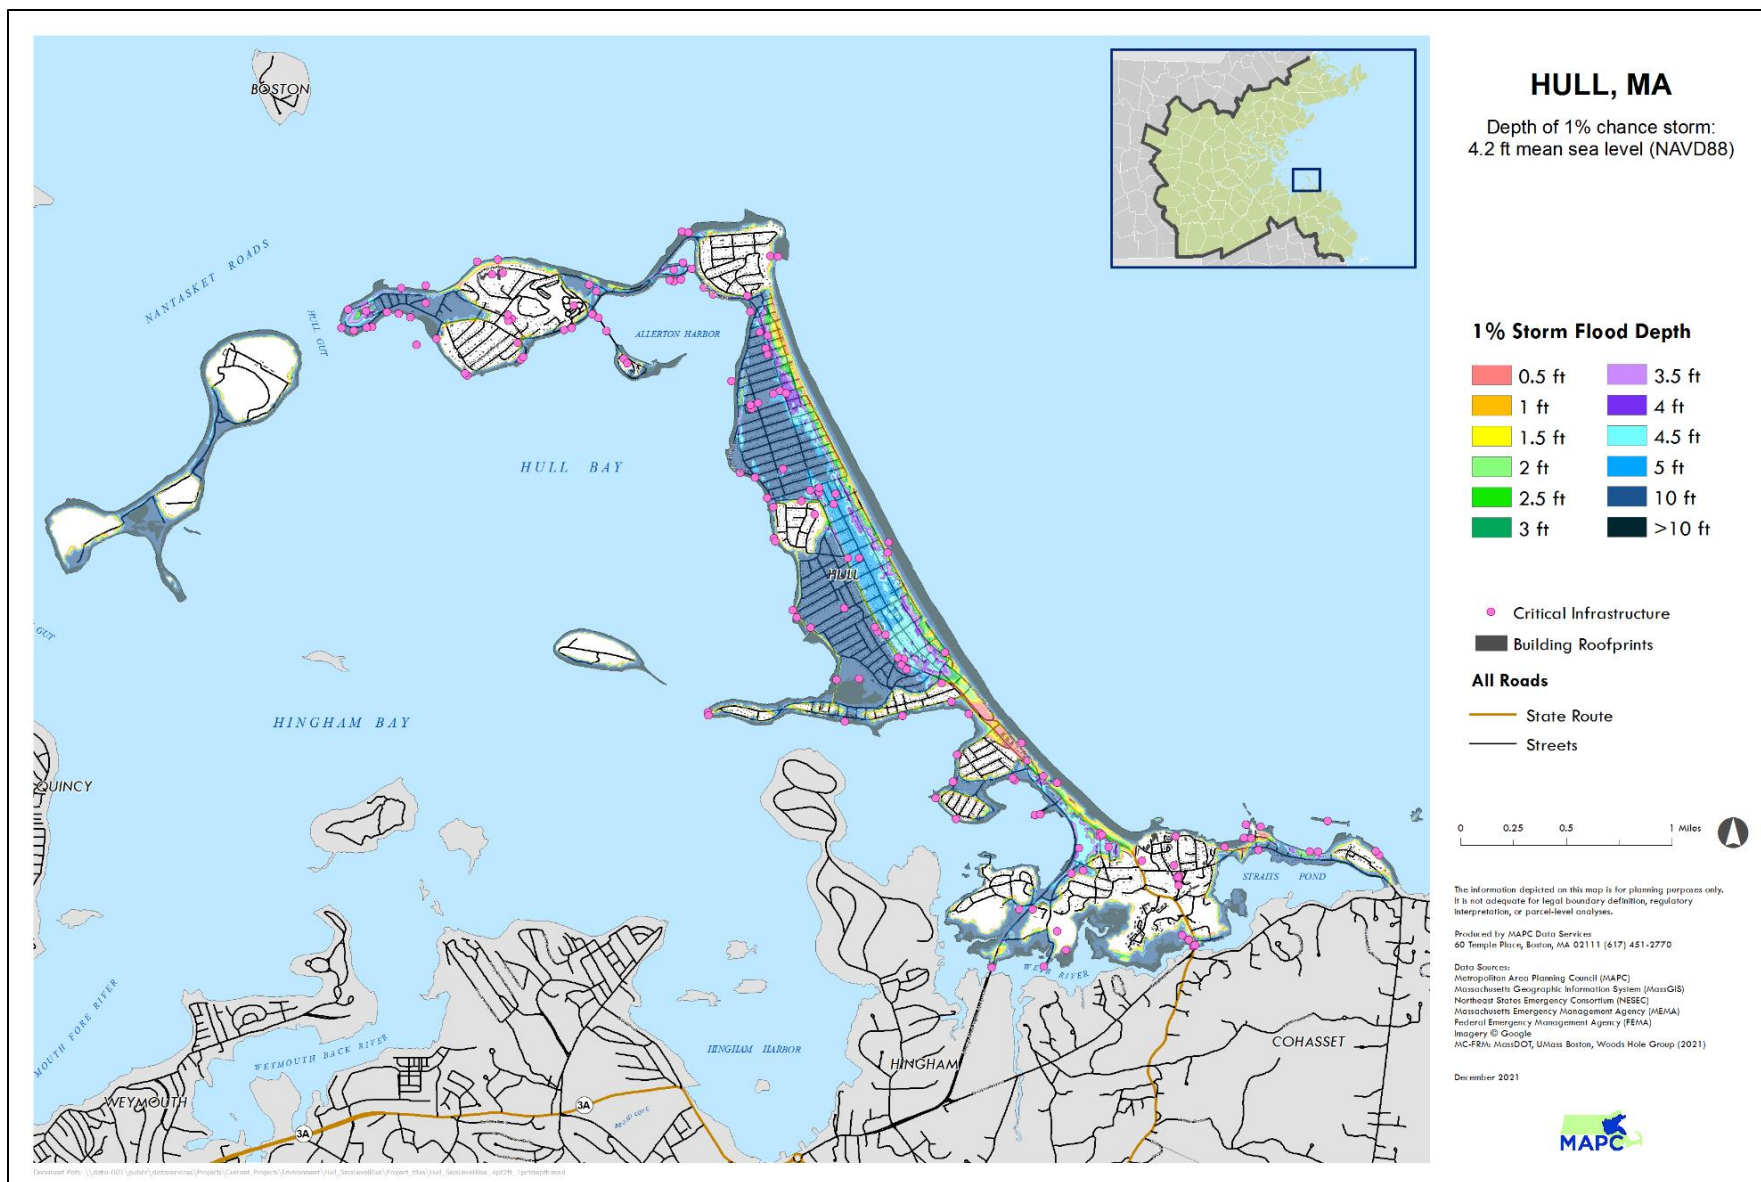 HULL, MA
Depth of 1% chance storm:
4.2 ft mean sea level (NAVD88)
BOSTON
NANTASKET ROADS
HULL GUT
ALLERTON HARBOR
HULL BAY
HULL
GUT
HINGHAM BAY
QUINCY
STRAITS POND
WEIR RIVER
MOUTH FORE RIVER
WEYMOUTH BACK RIVER
HINGHAM HARBOR
HINGHAM
COHASSET
WEYMOUTH
3A
3A
1% Storm Flood Depth
0.5 ft
3.5 ft
1 ft
4 ft
1.5 ft
4.5 ft
2 ft
5 ft
2.5 ft
10 ft
3 ft
>10 ft
Critical Infrastructure
Building Roofprints
All Roads
State Route
Streets
0 0.25 0.5 1 Miles
The information depicted on this map is for planning purposes only.
It is not adequate for legal boundary definition, regulatory
interpretation, or parcel-level analyses.
Produced by MAPC Data Services
60 Temple Place, Boston, MA 02111 (617) 451-2770
Data Sources:
Metropolitan Area Planning Council (MAPC)
Massachusetts Geographic Information System (MassGIS)
Northeast States Emergency Consortium (NESEC)
Massachusetts Emergency Management Agency (MEMA)
Federal Emergency Management Agency (FEMA)
Imagery © Google
MC-FRM: MassDOT, UMass Boston, Woods Hole Group (2021)
December 2021
MAPC